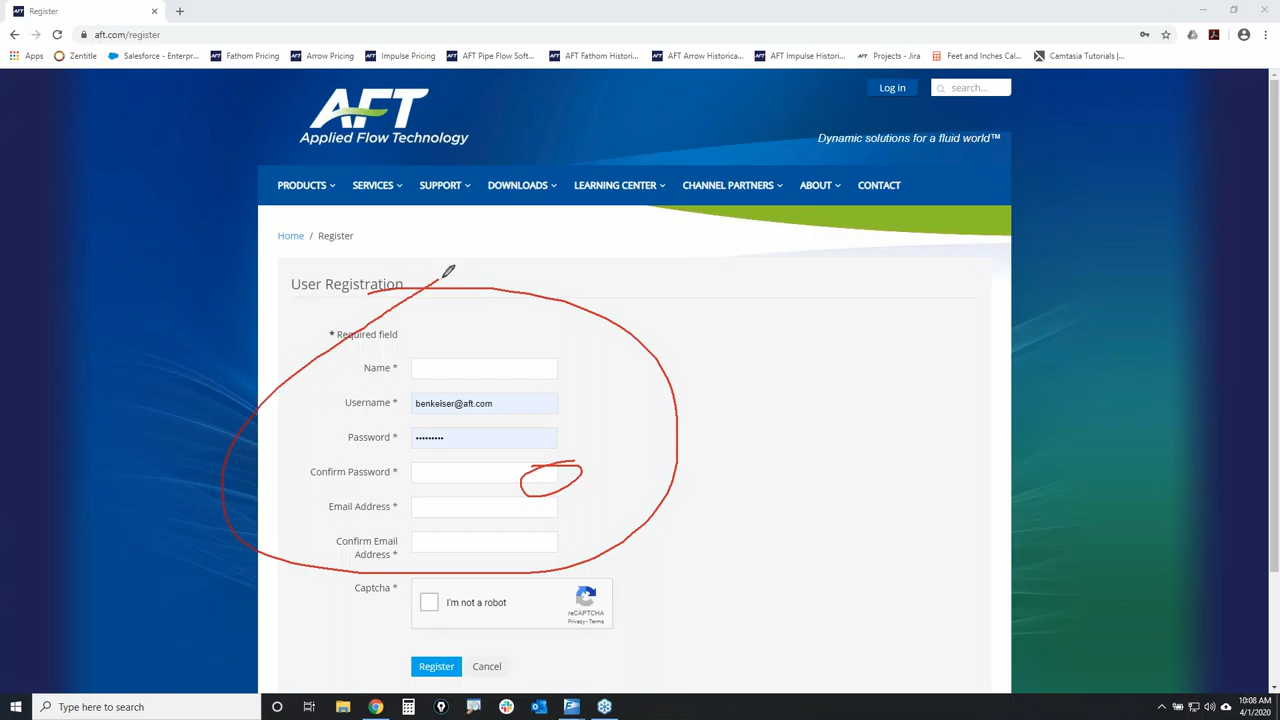 Register
aft.com/register
Apps Zentitle Salesforce - Enterpr... Fathom Pricing Arrow Pricing Impulse Pricing AFT Pipe Flow Soft... AFT Fathom Histori... AFT Arrow Historica... AFT Impulse Histori... Projects - Jira Feet and Inches Cal... Camtasia Tutorials |...
Log in search...
AFT
Applied Flow Technology
Dynamic solutions for a fluid world™
PRODUCTS SERVICES SUPPORT DOWNLOADS LEARNING CENTER CHANNEL PARTNERS ABOUT CONTACT
Home / Register
User Registration
* Required field
Name *
Username * benkeiser@aft.com
Password * •••••••••
Confirm Password *
Email Address *
Confirm Email
Address *
Captcha * I'm not a robot
reCAPTCHA
Privacy - Terms
Register Cancel
Type here to search
10:08 AM
4/1/2020